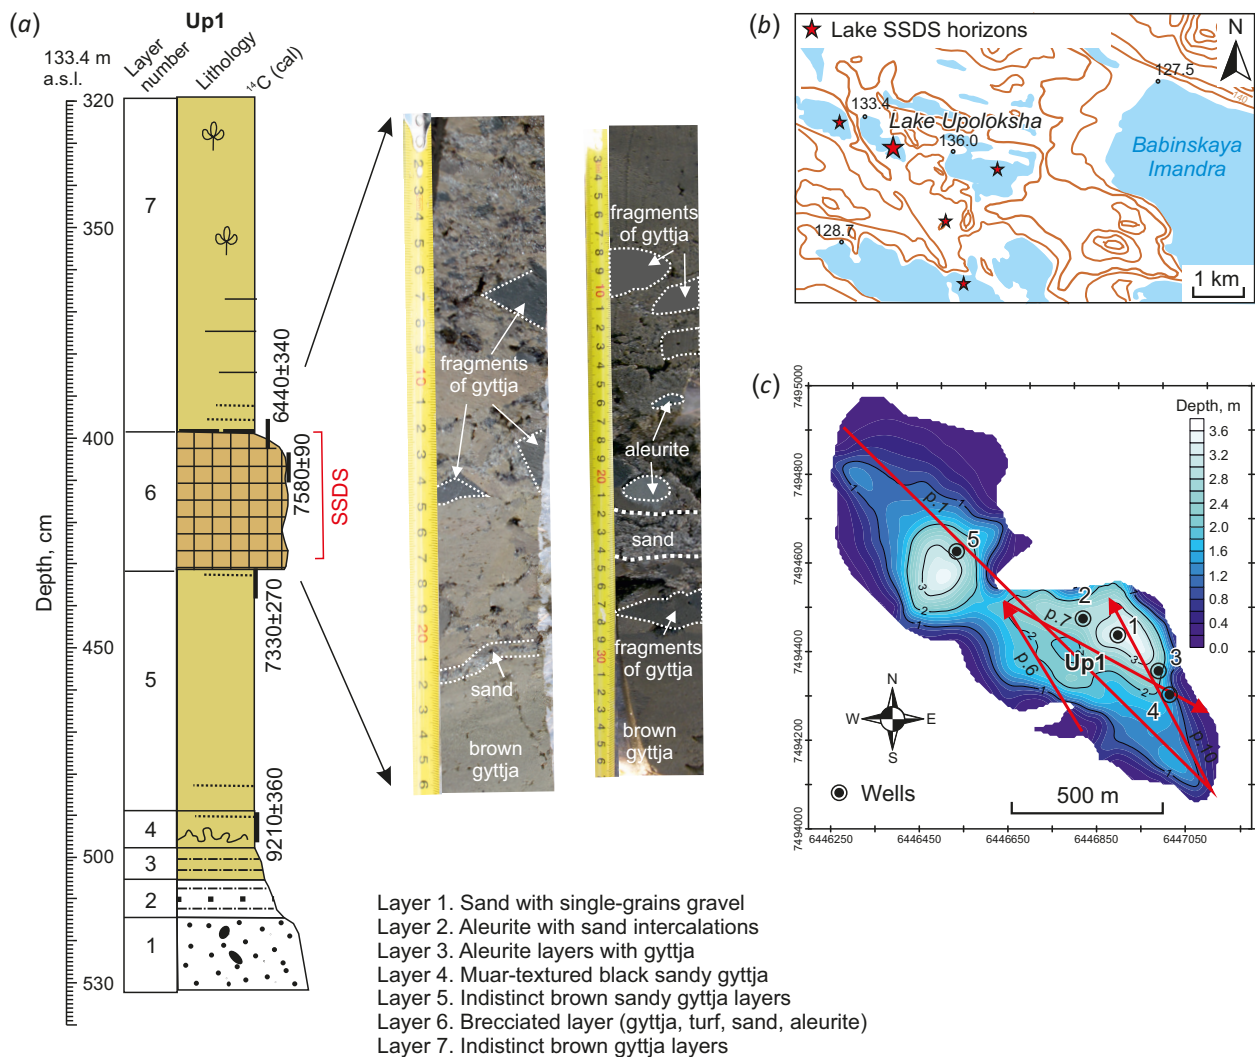 (a)
Up1
133.4 m
a.s.l.
Layer
number
Lithology
¹⁴C (cal)
Depth, cm
320
350
400
450
500
530
7
6
5
4
3
2
1
6440±340
7580±90
SSDS
7330±270
9210±360
fragments
of gyttja
sand
brown
gyttja
fragments
of gyttja
aleurite
sand
fragments
of gyttja
brown
gyttja
Layer 1. Sand with single-grains gravel
Layer 2. Aleurite with sand intercalations
Layer 3. Aleurite layers with gyttja
Layer 4. Muar-textured black sandy gyttja
Layer 5. Indistinct brown sandy gyttja layers
Layer 6. Brecciated layer (gyttja, turf, sand, aleurite)
Layer 7. Indistinct brown gyttja layers
(b)
Lake SSDS horizons
N
127.5
140
133.4
Lake Upoloksha
136.0
Babinskaya
Imandra
128.7
1 km
(c)
Depth, m
3.6
3.2
2.8
2.4
2.0
1.6
1.2
0.8
0.4
0.0
7495000
7494800
7494600
7494400
7494200
7494000
6446250
6446450
6446650
6446850
6447050
p.1
p.7
p.6
p.10
5
2
1
3
4
Up1
N
W
E
S
Wells
500 m